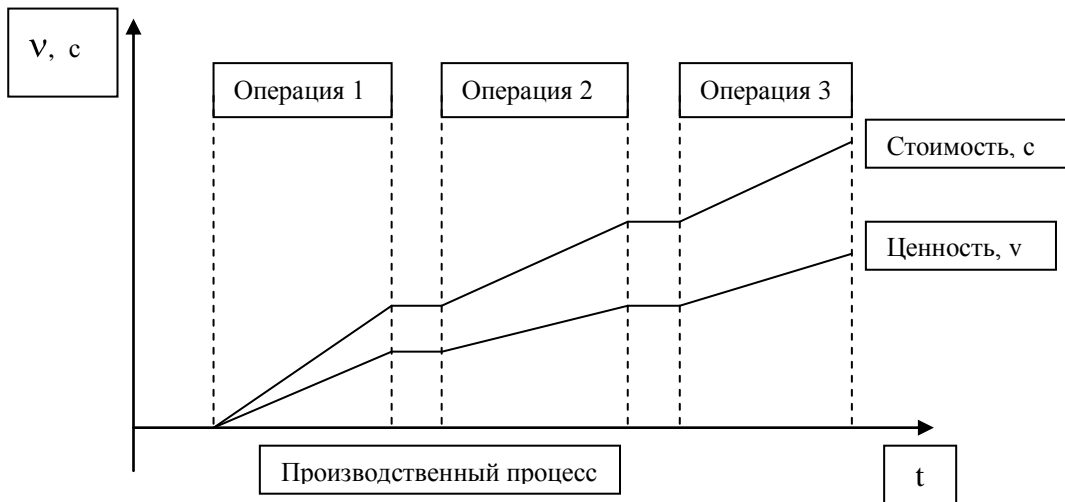 ν, c
Операция 1
Операция 2
Операция 3
Стоимость, c
Ценность, v
Производственный процесс
t